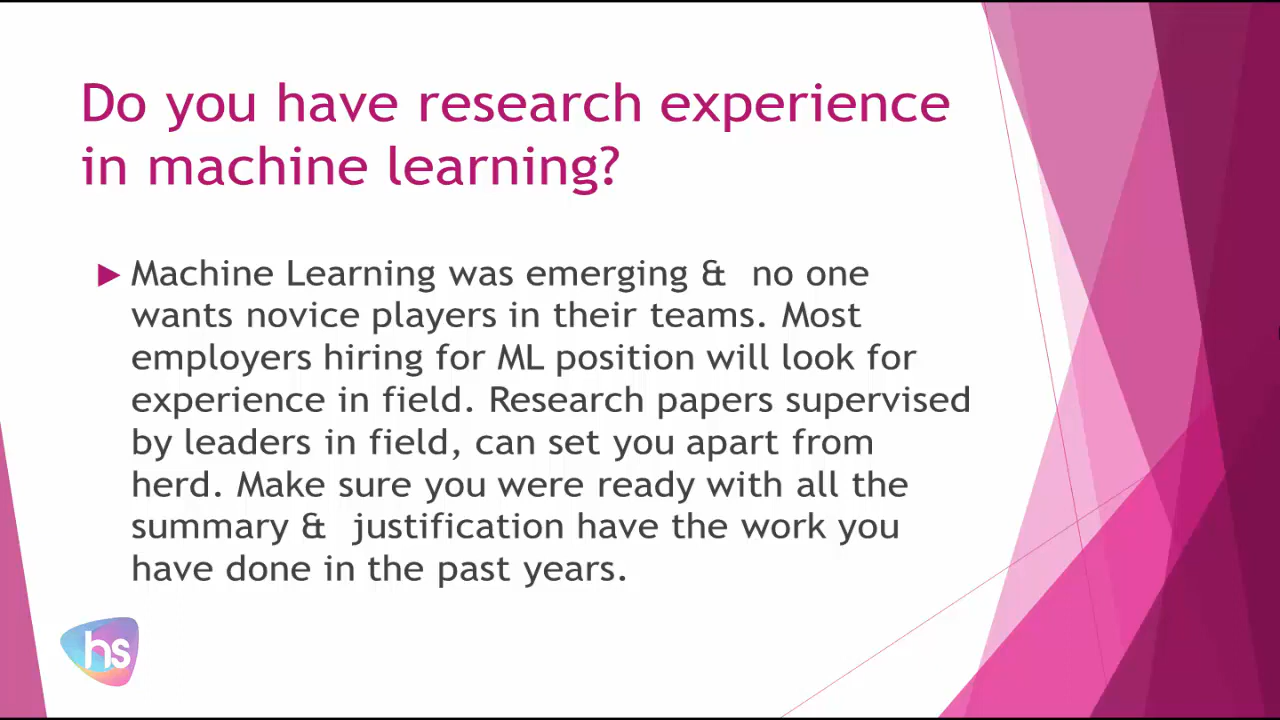 Do you have research experience
in machine learning?
Machine Learning was emerging & no one
wants novice players in their teams. Most
employers hiring for ML position will look for
experience in field. Research papers supervised
by leaders in field, can set you apart from
herd. Make sure you were ready with all the
summary & justification have the work you
have done in the past years.
hs